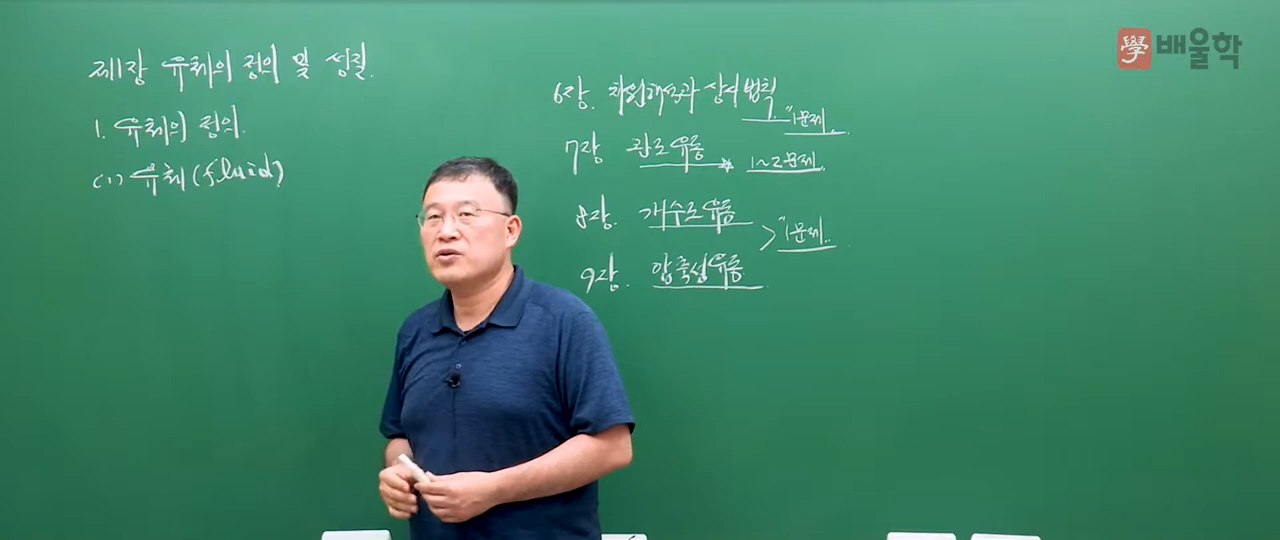 제1장 유체의 정의 및 성질.
1. 유체의 정의.
(1) 유체(fluid)
6장. 차원해석과 상사법칙 "1문제..
7장 관로유동 * 1~2문제..
8장. 개수로유동
> "1문제..
9장. 압축성유동
學 배울학